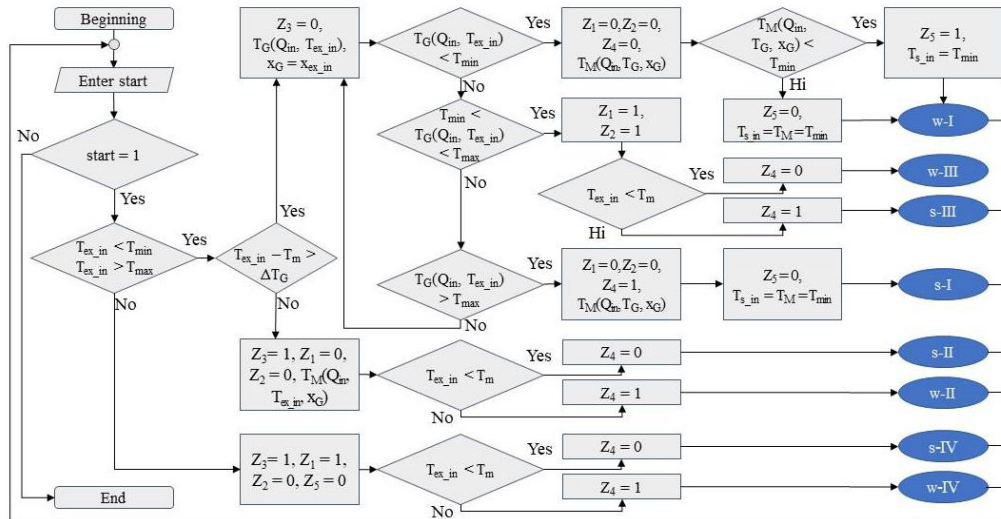 Beginning
Enter start
No
start = 1
Yes
T_ex_in < T_min
T_ex_in > T_max
Yes
No
T_ex_in − T_m >
ΔT_G
Yes
No
Z_3 = 0,
T_G(Q_in, T_ex_in),
x_G = x_ex_in
T_G(Q_in, T_ex_in)
< T_min
Yes
No
Z_1=0, Z_2=0,
Z_4=0,
T_M(Q_in, T_G, x_G)
T_M(Q_in,
T_G, x_G) <
T_min
Yes
Hi
Z_5 = 1,
T_s_in = T_min
Z_5=0,
T_s_in = T_M = T_min
w-I
T_min <
T_G(Q_in, T_ex_in)
< T_max
Yes
No
Z_1 = 1,
Z_2 = 1
T_ex_in < T_m
Yes
Hi
Z_4 = 0
w-III
Z_4 = 1
s-III
T_G(Q_in, T_ex_in)
> T_max
Yes
No
Z_1=0, Z_2=0,
Z_4=1,
T_M(Q_in, T_G, x_G)
Z_5=0,
T_s_in = T_M = T_min
s-I
Z_3= 1, Z_1= 0,
Z_2= 0, T_M(Q_in,
T_ex_in, x_G)
T_ex_in < T_m
Yes
No
Z_4 = 0
s-II
Z_4 = 1
w-II
Z_3= 1, Z_1= 1,
Z_2= 0, Z_5= 0
T_ex_in < T_m
Yes
No
Z_4 = 0
s-IV
Z_4 = 1
w-IV
End